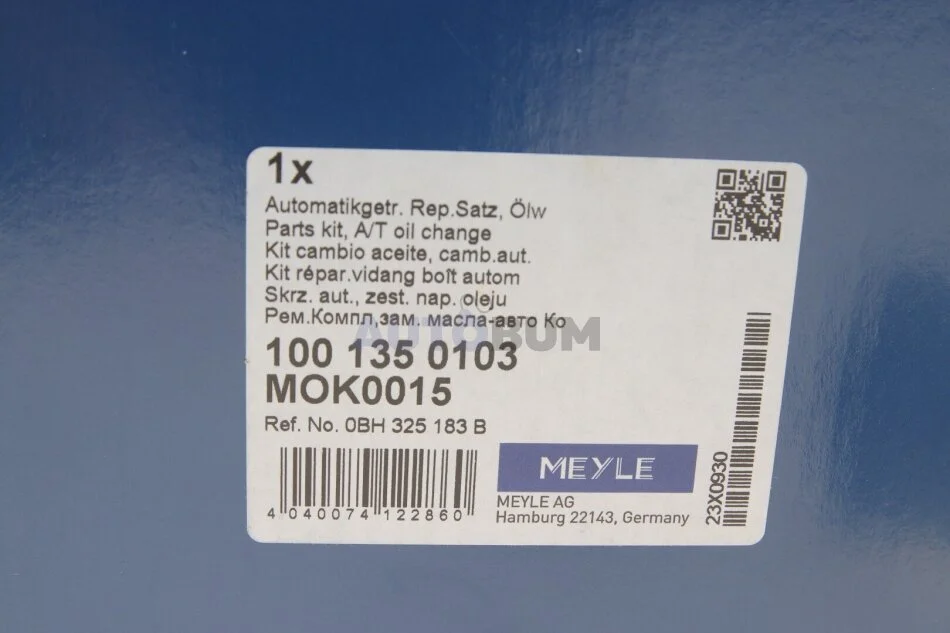 1x
Automatikgetr. Rep.Satz, Ölw
Parts kit, A/T oil change
Kit cambio aceite, camb.aut.
Kit répar.vidang boît autom
Skrz. aut., zest. nap. oleju
Рем.Компл.зам. масла-авто Ко
AUTOBUM
100 135 0103
MOK0015
Ref. No. 0BH 325 183 B
4 040074 122860
MEYLE
MEYLE AG
Hamburg 22143, Germany
23X0930